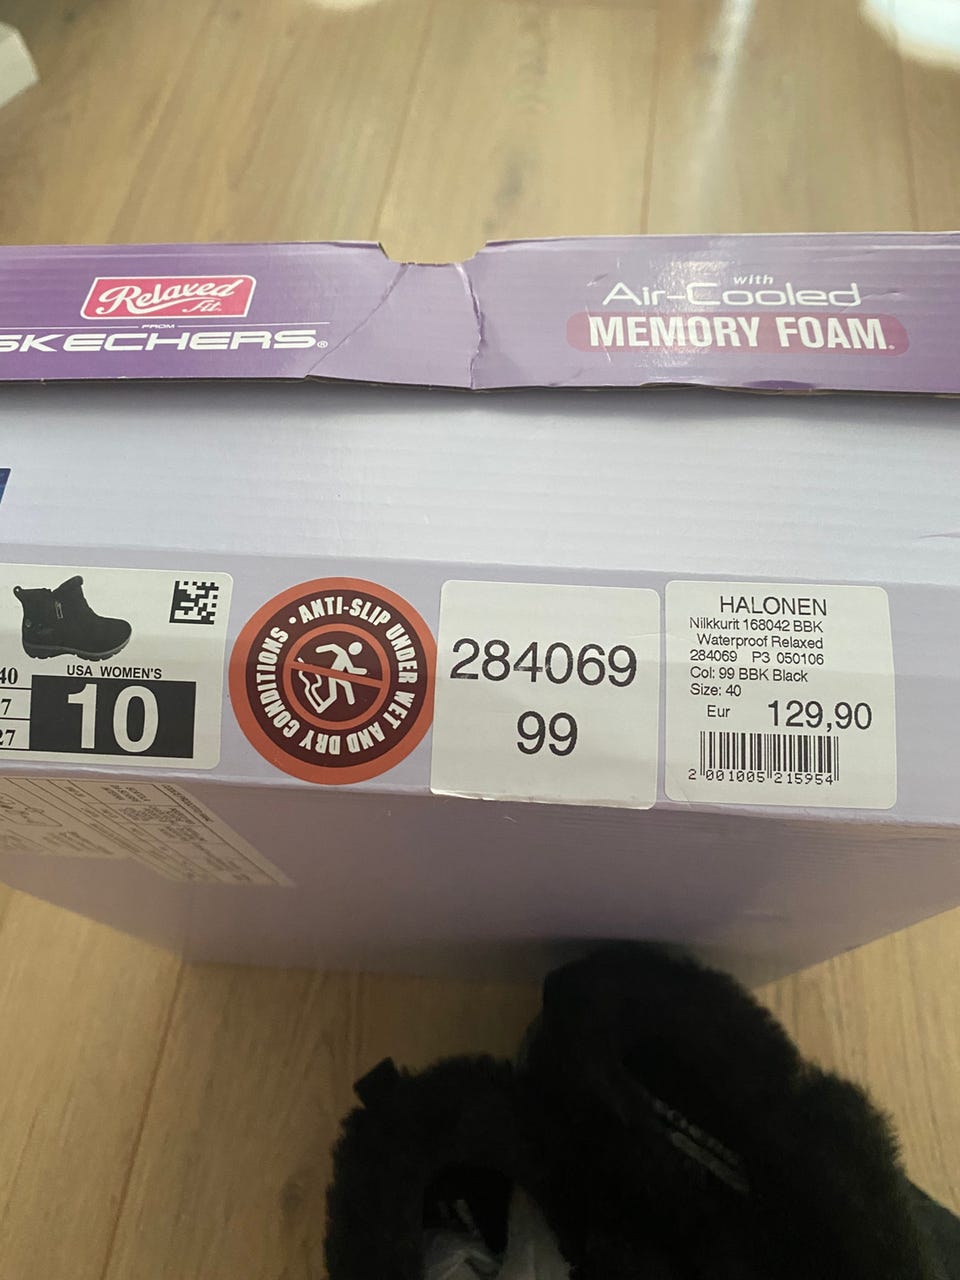 Relaxed
Fit.
FROM
SKECHERS®
with
Air-Cooled
MEMORY FOAM.
40
7
27
USA WOMEN'S
10
ANTI-SLIP UNDER WET AND DRY CONDITIONS •
284069
99
HALONEN
Nilkkurit 168042 BBK
Waterproof Relaxed
284069 P3 050106
Col: 99 BBK Black
Size: 40
Eur 129,90
2 001005 215954